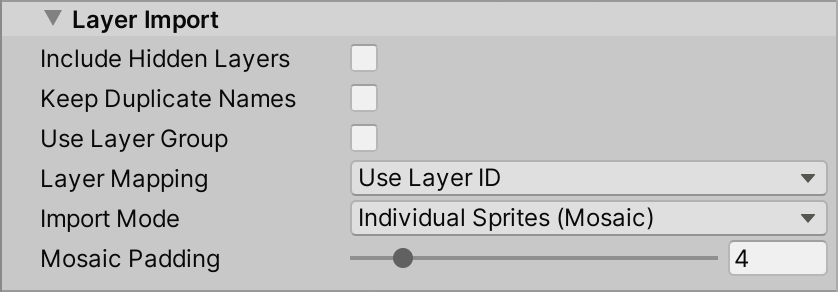 Layer Import
Include Hidden Layers
Keep Duplicate Names
Use Layer Group
Layer Mapping Use Layer ID
Import Mode Individual Sprites (Mosaic)
Mosaic Padding 4